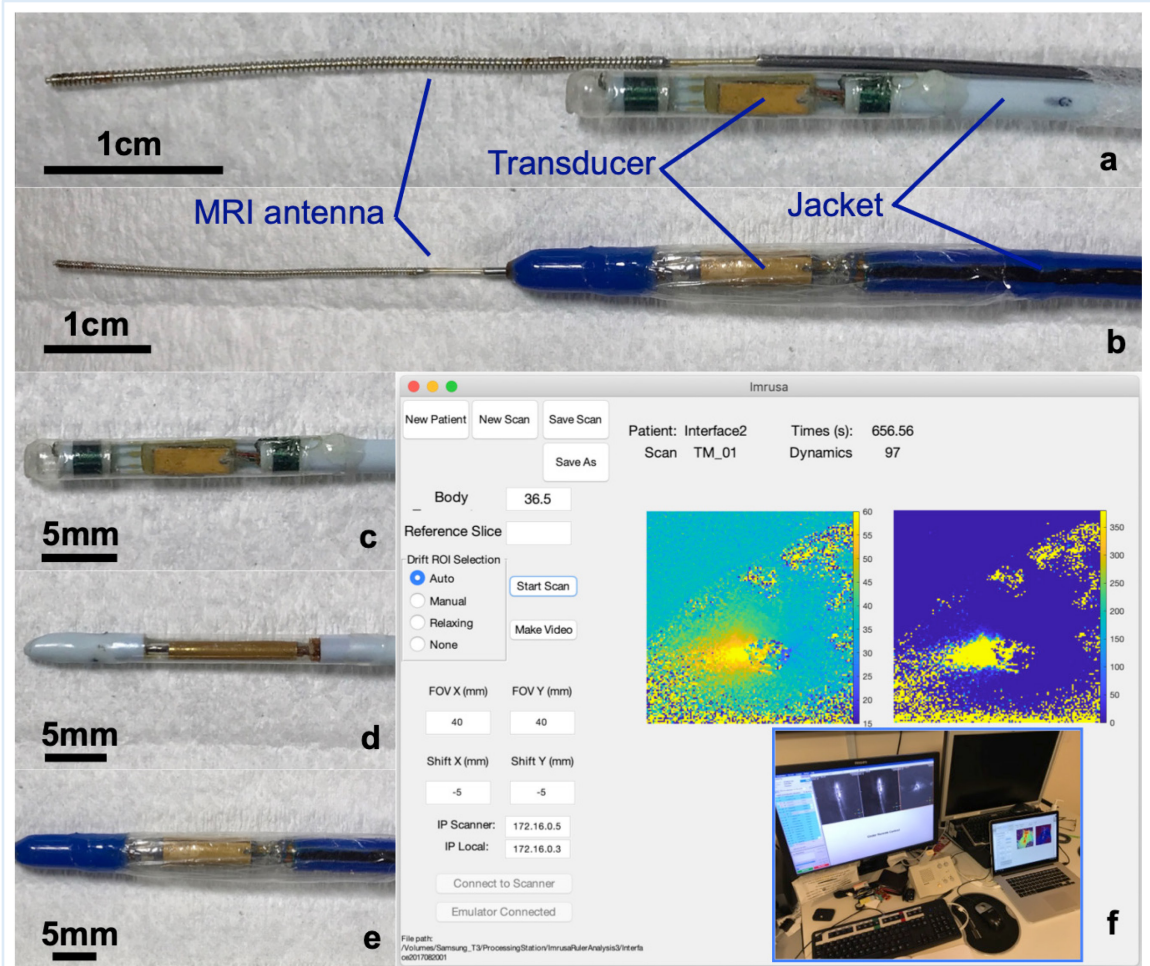 1cm
Transducer
a
MRI antenna
Jacket
1cm
b
5mm
c
5mm
d
5mm
e
Imrusa
New Patient
New Scan
Save Scan
Save As
Patient: Interface2
Times (s): 656.56
Scan TM_01
Dynamics 97
_ Body 36.5
Reference Slice
Drift ROI Selection
Auto
Manual
Relaxing
None
Start Scan
Make Video
FOV X (mm) FOV Y (mm)
40 40
Shift X (mm) Shift Y (mm)
-5 -5
IP Scanner: 172.16.0.5
IP Local: 172.16.0.3
Connect to Scanner
Emulator Connected
File path:
/Volumes/Samsung_T3/ProcessingStation/ImrusaRulerAnalysis3/Interfa
ce2017082001
60
55
50
45
40
35
30
25
20
15
350
300
250
200
150
100
50
0
f